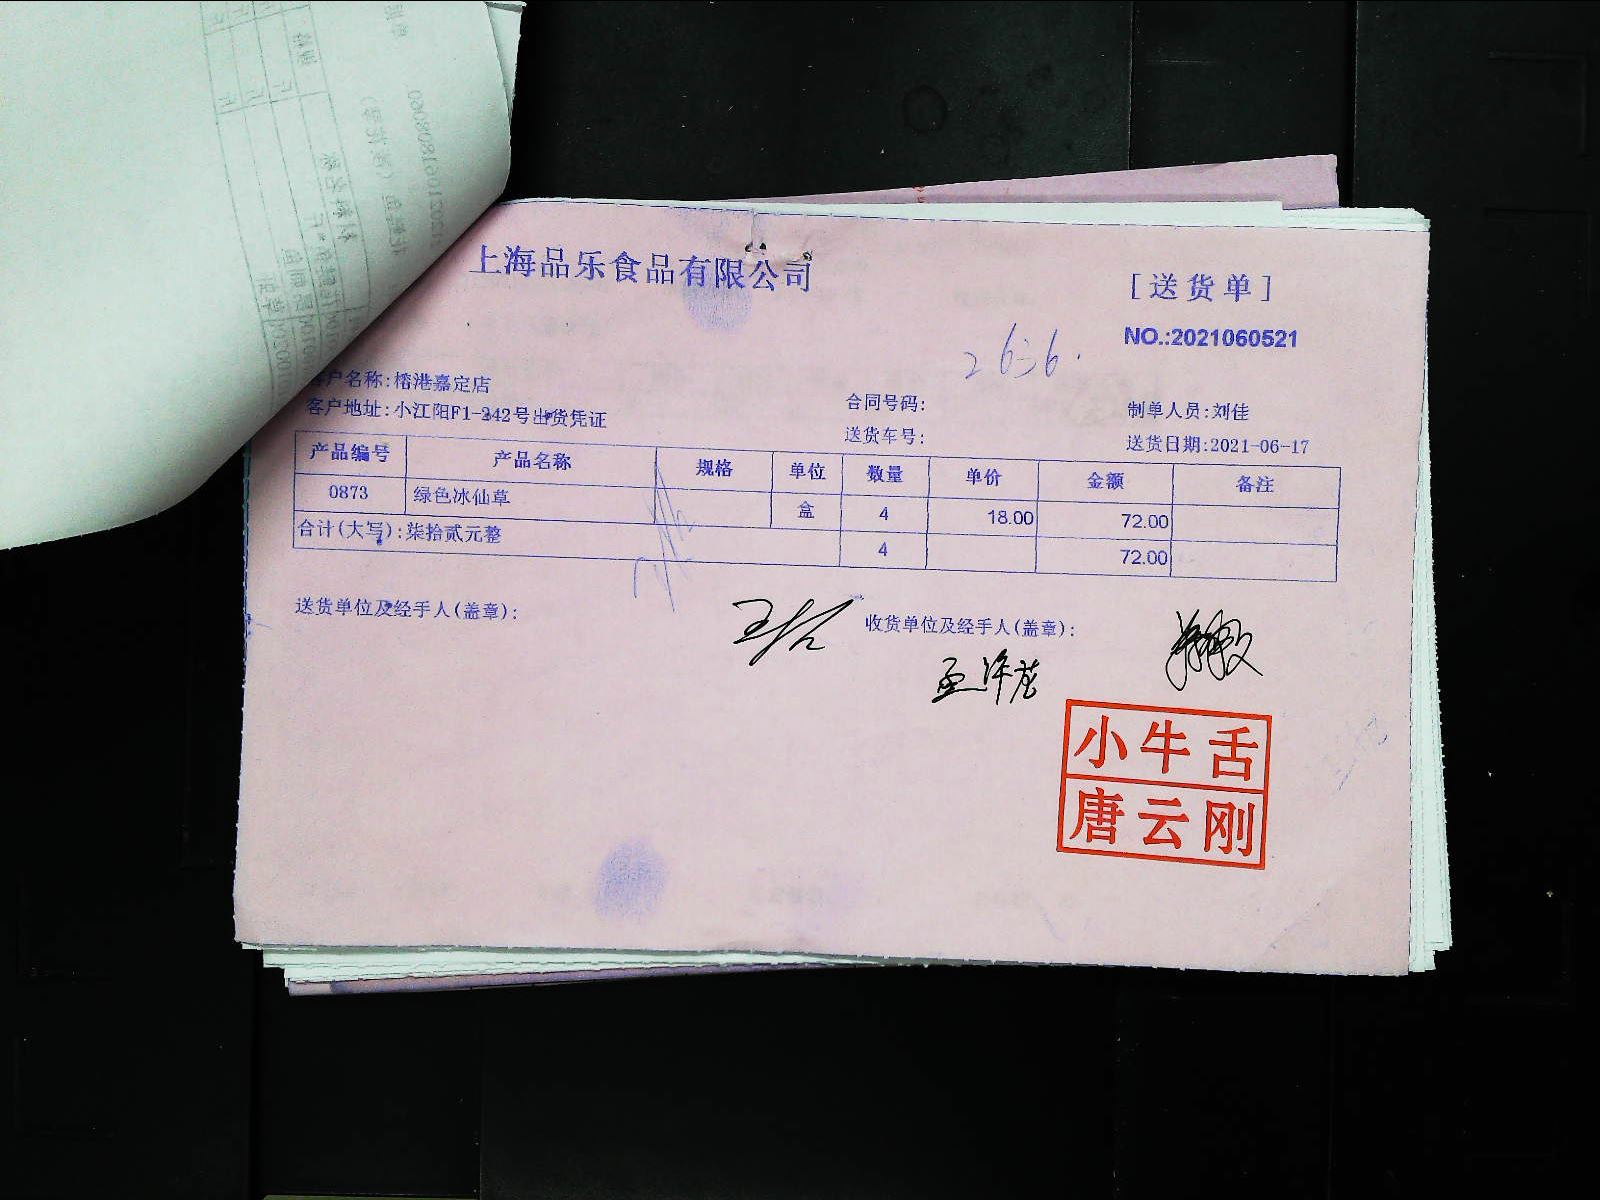 上海品乐食品有限公司
[送货单]
NO.:2021060521
2636.
客户名称:榰港嘉定店
客户地址:小江阳F1-342号出货凭证
合同号码:
送货车号:
制单人员:刘佳
送货日期:2021-06-17
产品编号 产品名称 规格 单位 数量 单价 金额 备注
0873 绿色冰仙草 盒 4 18.00 72.00
合计(大写):柒拾贰元整 4 72.00
送货单位及经手人(盖章):
收货单位及经手人(盖章):
小牛舌
唐云刚